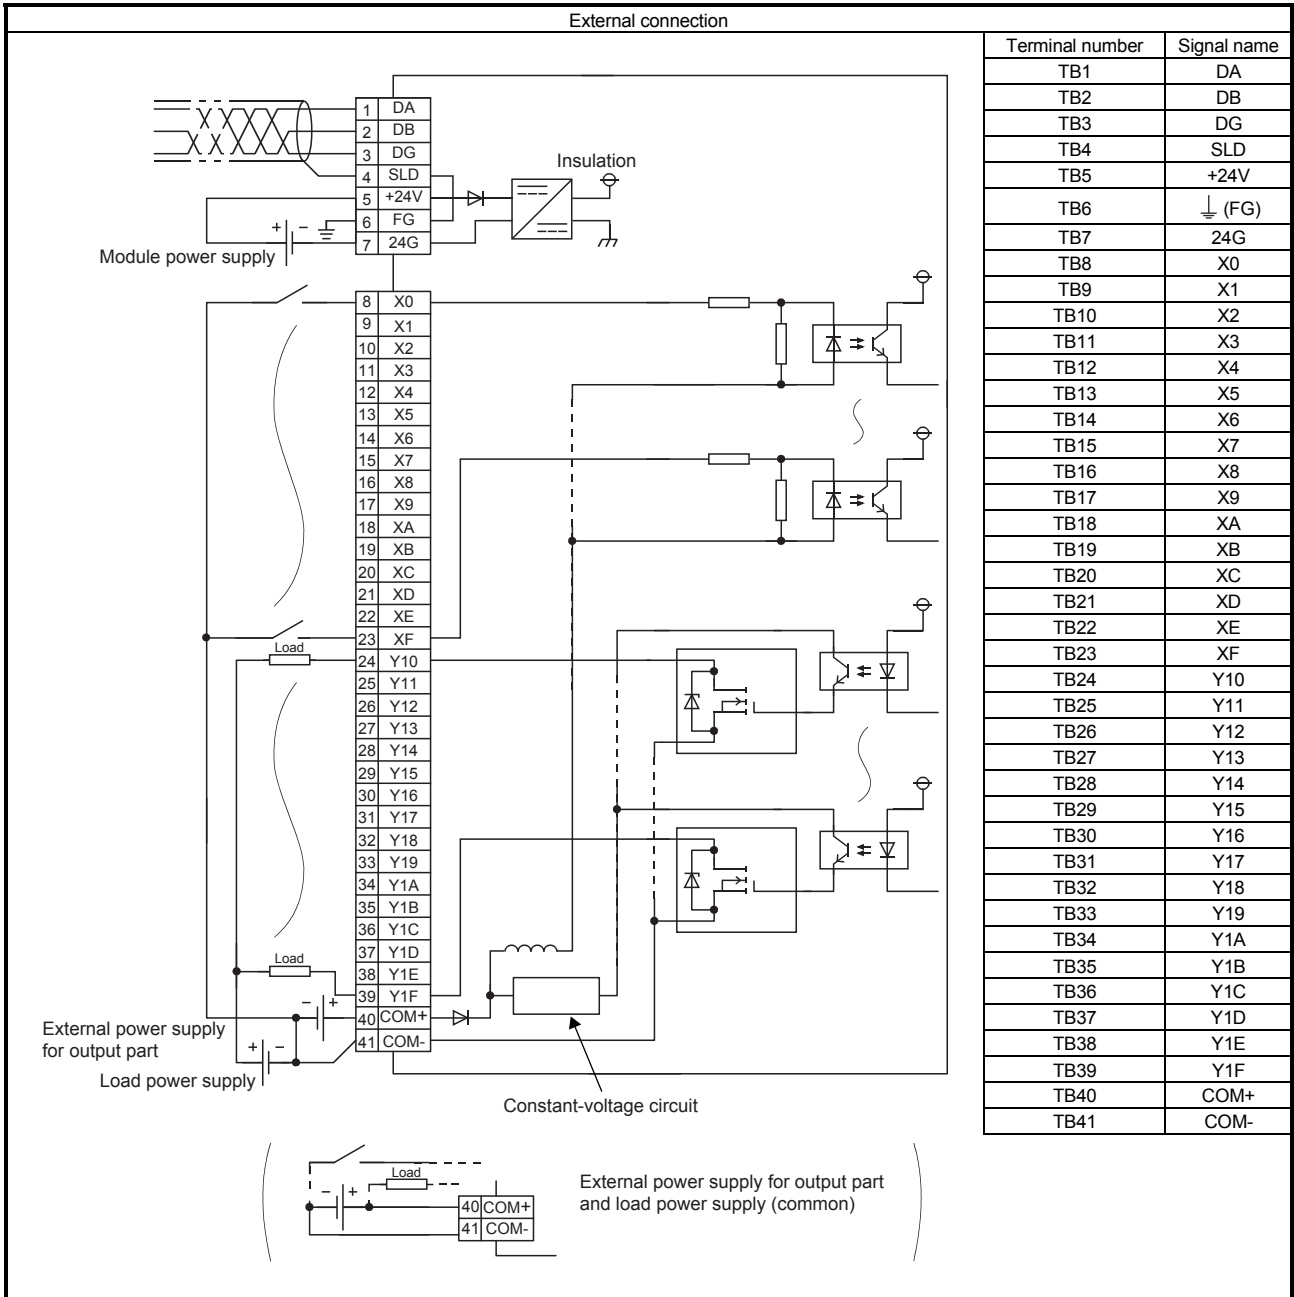 External connection
1 DA
2 DB
3 DG
4 SLD
5 +24V
6 FG
7 24G
Insulation
+ −
Module power supply
8 X0
9 X1
10 X2
11 X3
12 X4
13 X5
14 X6
15 X7
16 X8
17 X9
18 XA
19 XB
20 XC
21 XD
22 XE
23 XF
Load
24 Y10
25 Y11
26 Y12
27 Y13
28 Y14
29 Y15
30 Y16
31 Y17
32 Y18
33 Y19
34 Y1A
35 Y1B
36 Y1C
37 Y1D
38 Y1E
Load
39 Y1F
− +
40 COM+
41 COM-
External power supply
for output part
+ −
Load power supply
Constant-voltage circuit
Load
− +
40 COM+
41 COM-
External power supply for output part
and load power supply (common)
Terminal number Signal name
TB1 DA
TB2 DB
TB3 DG
TB4 SLD
TB5 +24V
TB6 (FG)
TB7 24G
TB8 X0
TB9 X1
TB10 X2
TB11 X3
TB12 X4
TB13 X5
TB14 X6
TB15 X7
TB16 X8
TB17 X9
TB18 XA
TB19 XB
TB20 XC
TB21 XD
TB22 XE
TB23 XF
TB24 Y10
TB25 Y11
TB26 Y12
TB27 Y13
TB28 Y14
TB29 Y15
TB30 Y16
TB31 Y17
TB32 Y18
TB33 Y19
TB34 Y1A
TB35 Y1B
TB36 Y1C
TB37 Y1D
TB38 Y1E
TB39 Y1F
TB40 COM+
TB41 COM-